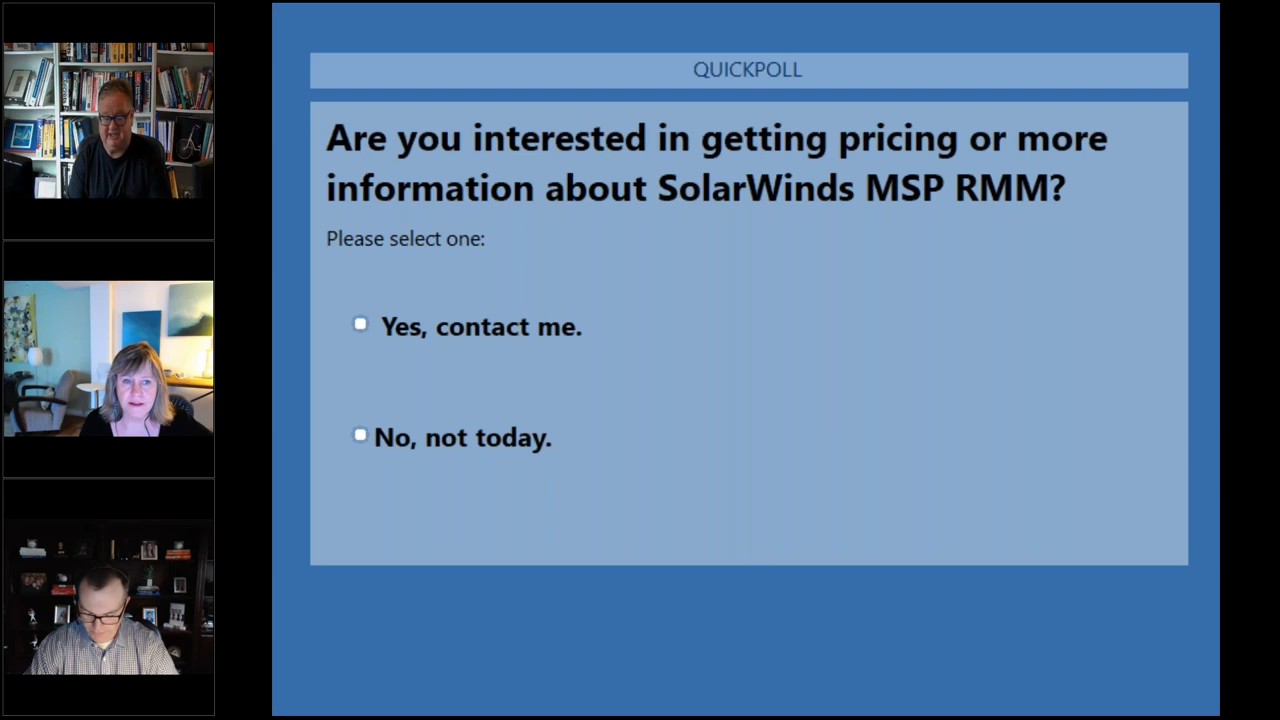 QUICKPOLL
Are you interested in getting pricing or more
information about SolarWinds MSP RMM?
Please select one:
Yes, contact me.
No, not today.